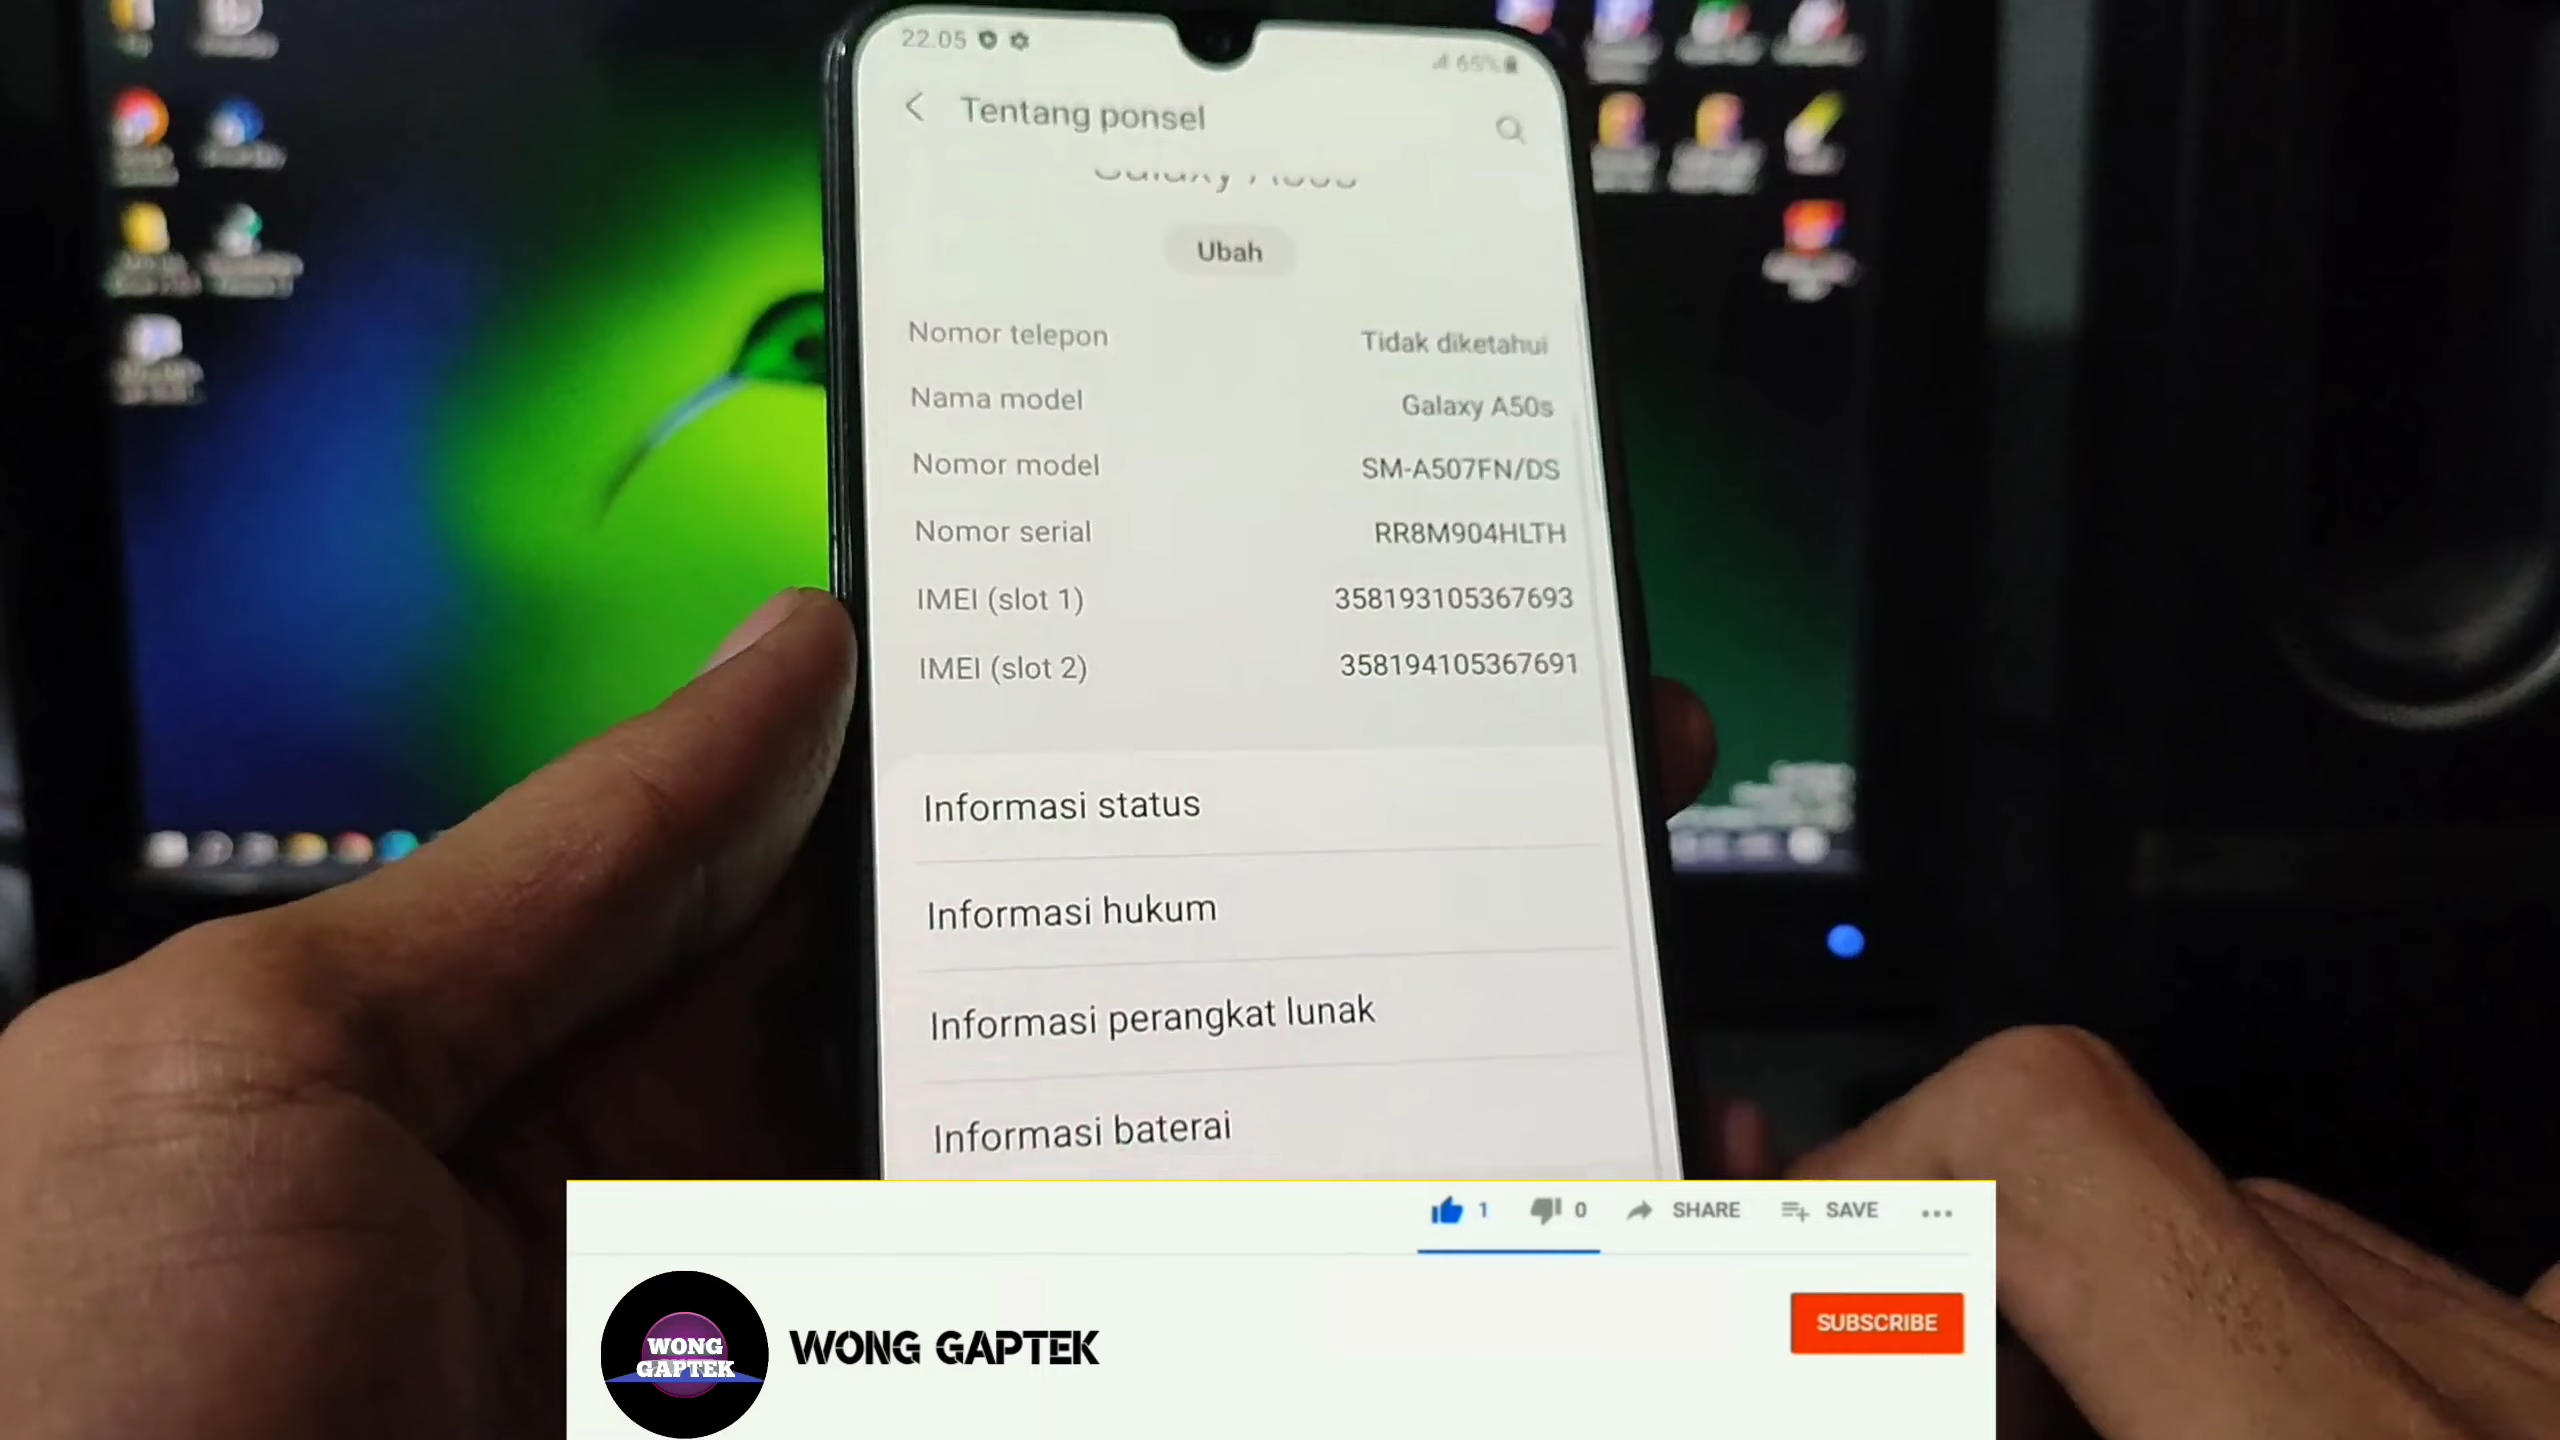 22.05
65%
Tentang ponsel
Ubah
Nomor telepon Tidak diketahui
Nama model Galaxy A50s
Nomor model SM-A507FN/DS
Nomor serial RR8M904HLTH
IMEI (slot 1) 358193105367693
IMEI (slot 2) 358194105367691
Informasi status
Informasi hukum
Informasi perangkat lunak
Informasi baterai
1 0 SHARE SAVE
WONG
GAPTEK
WONG GAPTEK
SUBSCRIBE